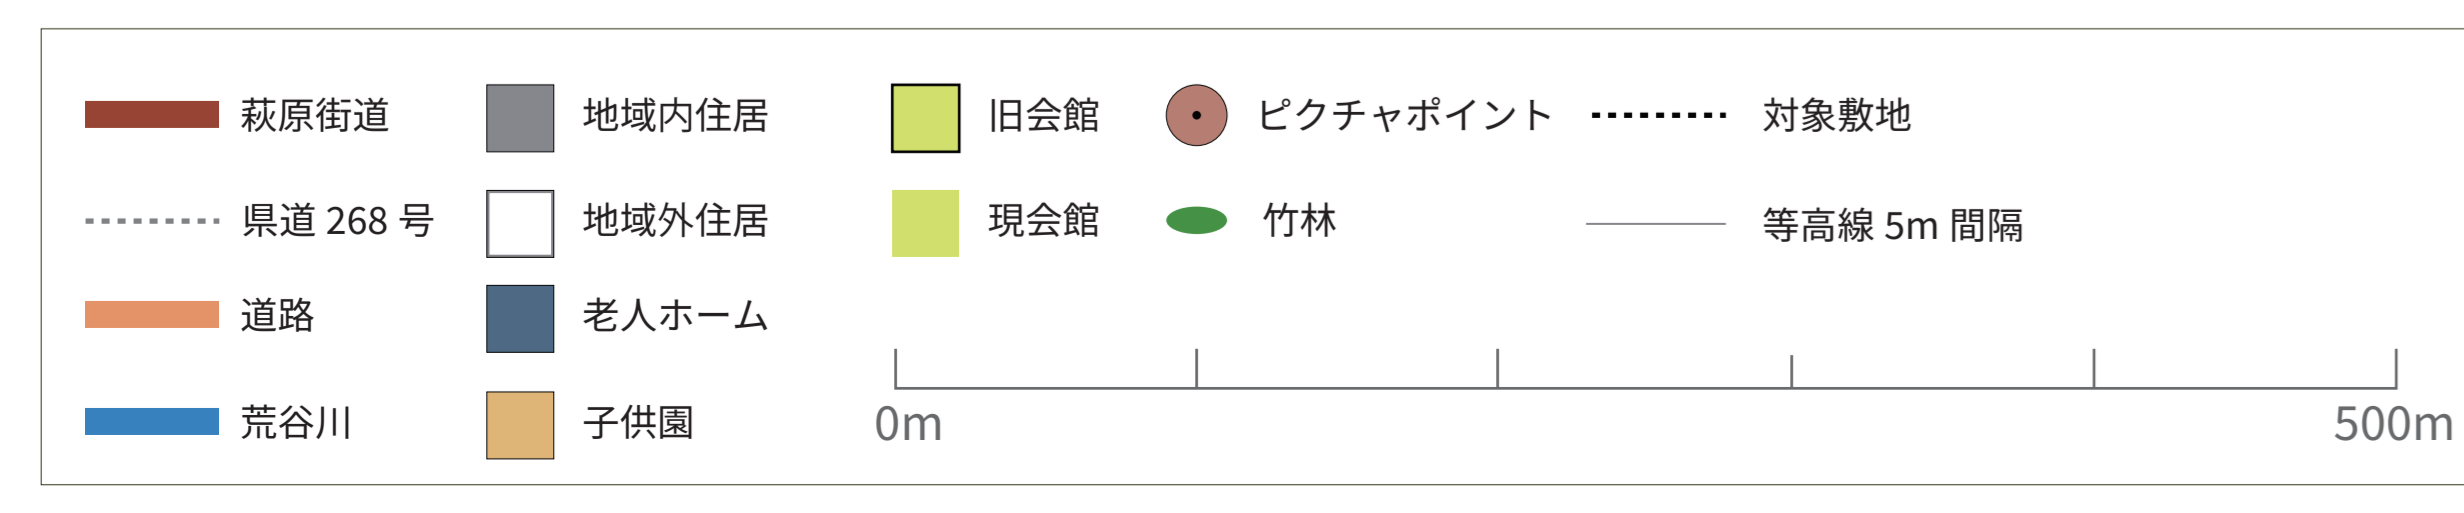 萩原街道
地域内住居
旧会館
ピクチャポイント
対象敷地
県道 268 号
地域外住居
現会館
竹林
等高線 5m 間隔
道路
老人ホーム
荒谷川
子供園
0m
500m